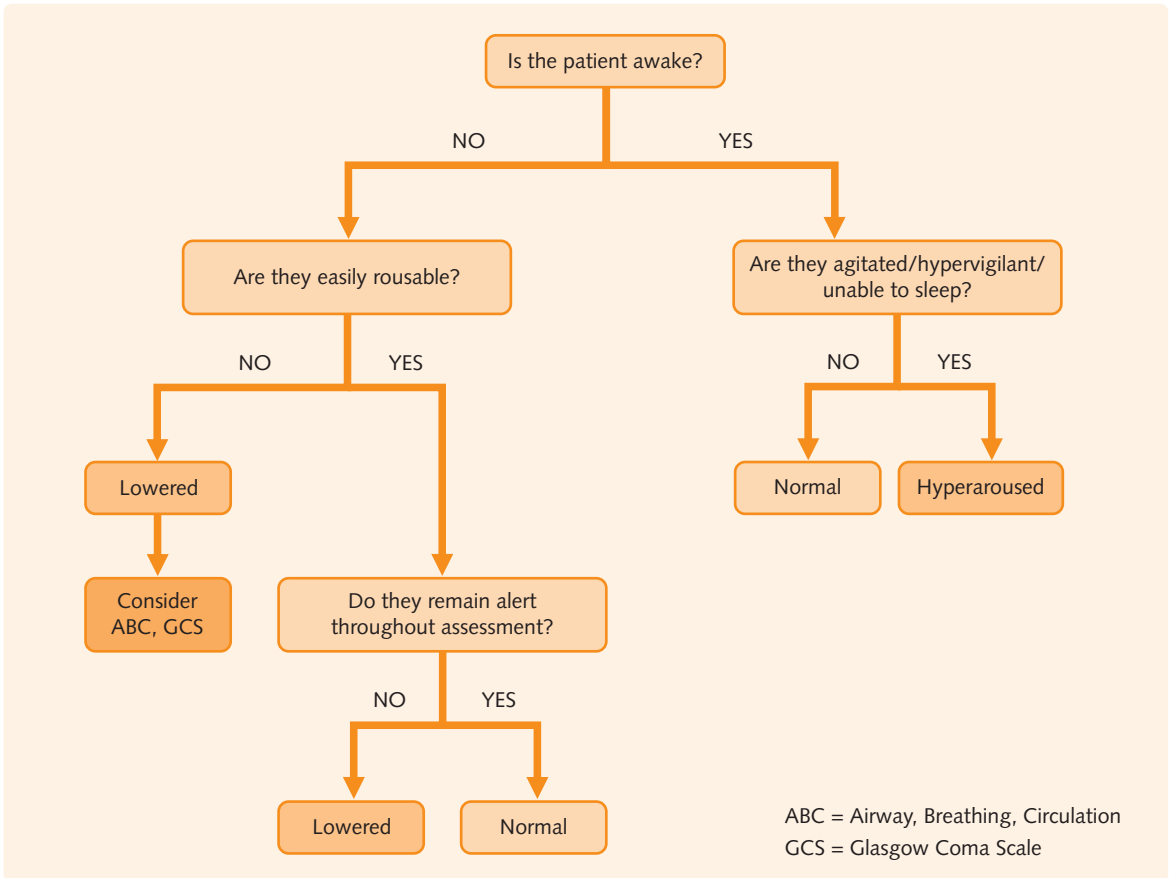 Is the patient awake?
NO
YES
Are they easily rousable?
Are they agitated/hypervigilant/
unable to sleep?
NO
YES
NO
YES
Lowered
Normal
Hyperaroused
Consider
ABC, GCS
Do they remain alert
throughout assessment?
NO
YES
Lowered
Normal
ABC = Airway, Breathing, Circulation
GCS = Glasgow Coma Scale